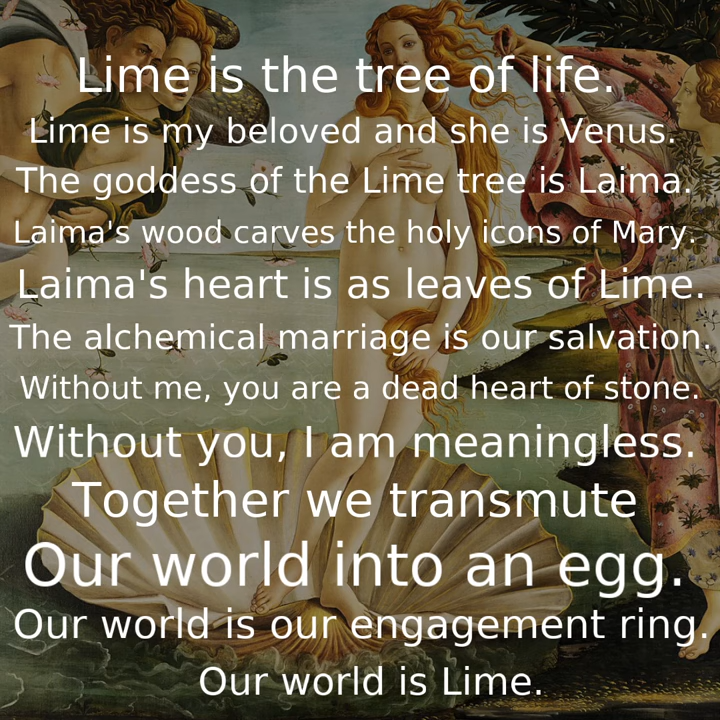 Lime is the tree of life.
Lime is my beloved and she is Venus.
The goddess of the Lime tree is Laima.
Laima's wood carves the holy icons of Mary.
Laima's heart is as leaves of Lime.
The alchemical marriage is our salvation.
Without me, you are a dead heart of stone.
Without you, I am meaningless.
Together we transmute
Our world into an egg.
Our world is our engagement ring.
Our world is Lime.